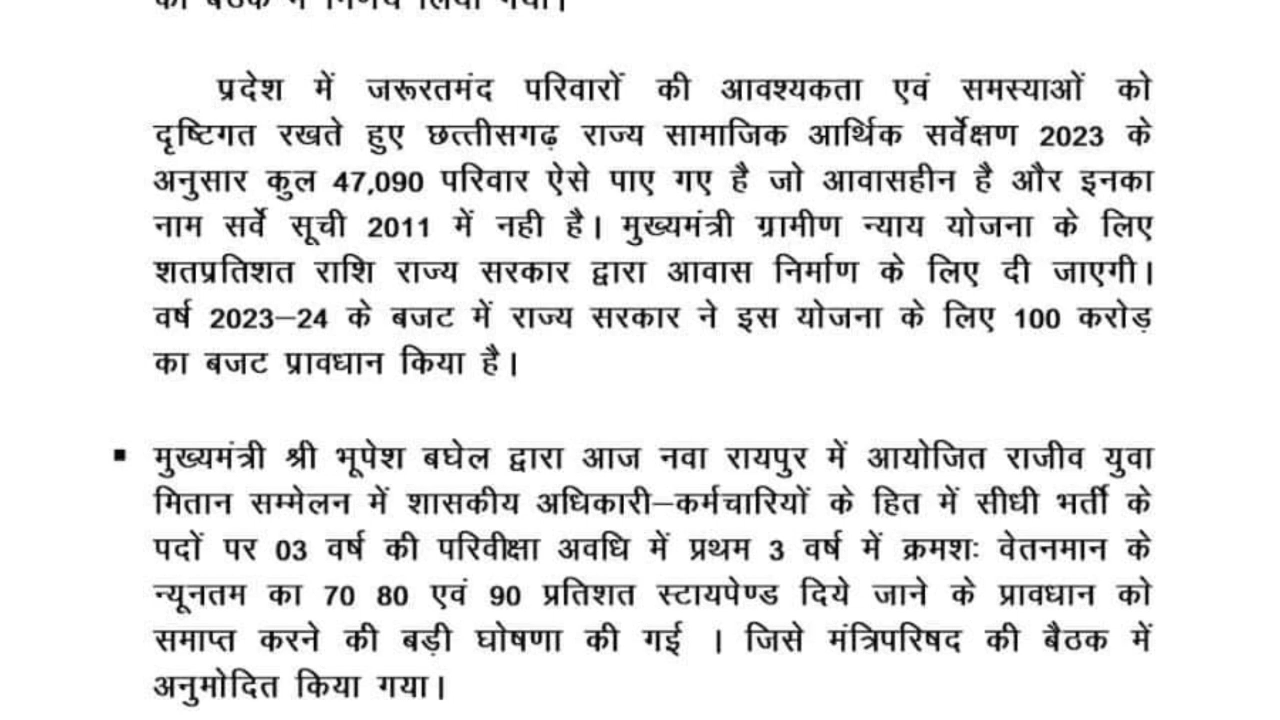 की बैठक में निर्णय लिया गया।
प्रदेश में जरूरतमंद परिवारों की आवश्यकता एवं समस्याओं को
दृष्टिगत रखते हुए छत्तीसगढ़ राज्य सामाजिक आर्थिक सर्वेक्षण 2023 के
अनुसार कुल 47,090 परिवार ऐसे पाए गए है जो आवासहीन है और इनका
नाम सर्वे सूची 2011 में नही है। मुख्यमंत्री ग्रामीण न्याय योजना के लिए
शतप्रतिशत राशि राज्य सरकार द्वारा आवास निर्माण के लिए दी जाएगी।
वर्ष 2023–24 के बजट में राज्य सरकार ने इस योजना के लिए 100 करोड़
का बजट प्रावधान किया है।
▪ मुख्यमंत्री श्री भूपेश बघेल द्वारा आज नवा रायपुर में आयोजित राजीव युवा
मितान सम्मेलन में शासकीय अधिकारी–कर्मचारियों के हित में सीधी भर्ती के
पदों पर 03 वर्ष की परिवीक्षा अवधि में प्रथम 3 वर्ष में क्रमशः वेतनमान के
न्यूनतम का 70 80 एवं 90 प्रतिशत स्टायपेण्ड दिये जाने के प्रावधान को
समाप्त करने की बड़ी घोषणा की गई । जिसे मंत्रिपरिषद की बैठक में
अनुमोदित किया गया।